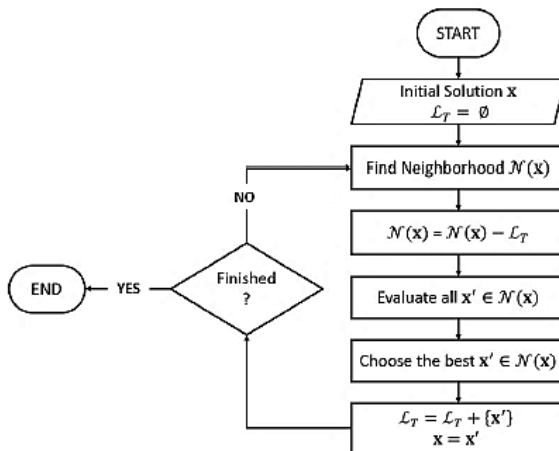 START
Initial Solution x
ℒ_T = ∅
Find Neighborhood 𝒩(x)
NO
𝒩(x) = 𝒩(x) − ℒ_T
Finished
?
YES
END
Evaluate all x′ ∈ 𝒩(x)
Choose the best x′ ∈ 𝒩(x)
ℒ_T = ℒ_T + {x′}
x = x′